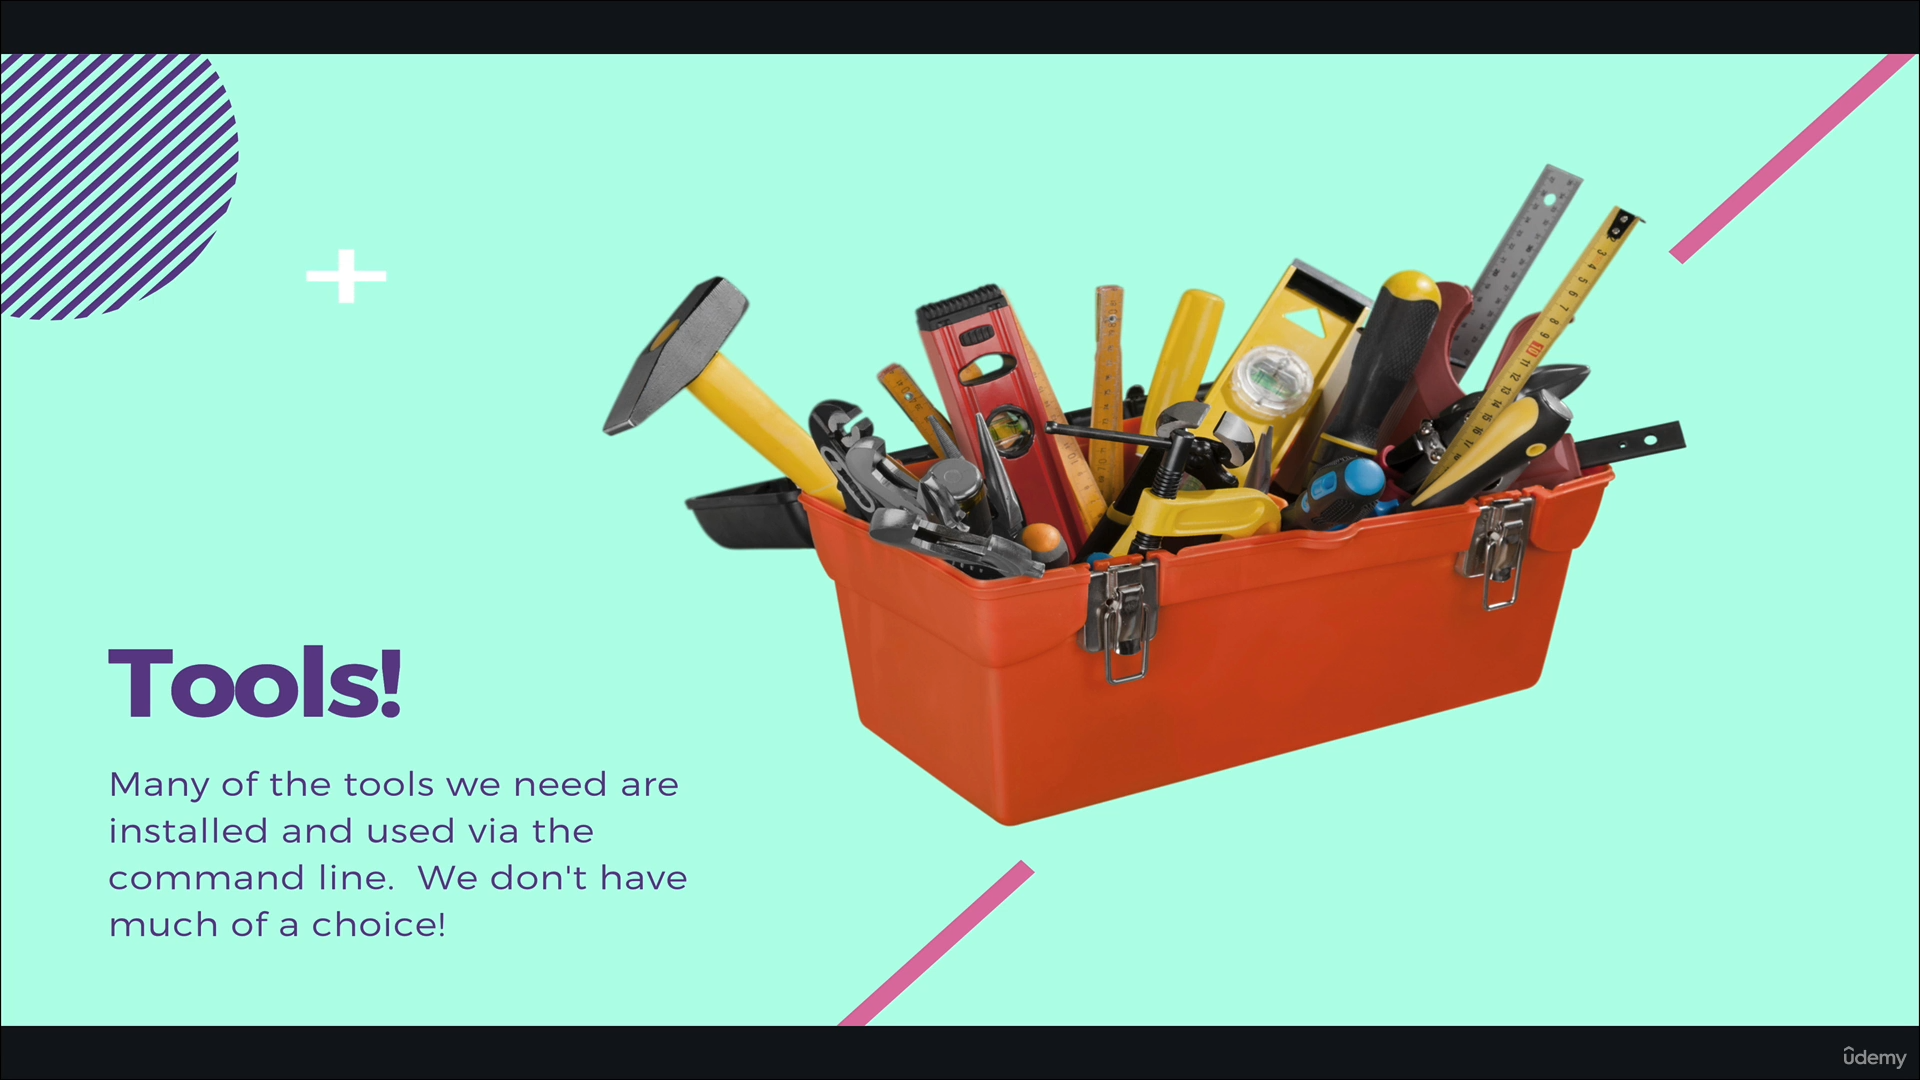 Tools!
Many of the tools we need are
installed and used via the
command line.  We don't have
much of a choice!
ûdemy